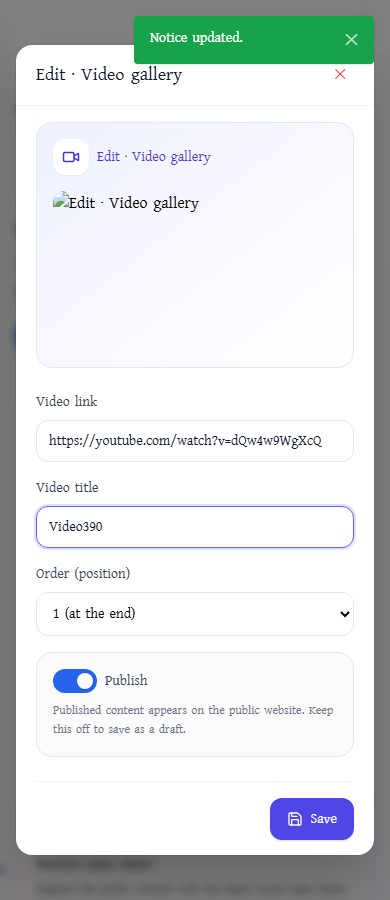 Notice updated.
Edit · Video gallery
Edit · Video gallery
Edit · Video gallery
Video link
https://youtube.com/watch?v=dQw4w9WgXcQ
Video title
Video390
Order (position)
1 (at the end)
Publish
Published content appears on the public website. Keep
this off to save as a draft.
Save